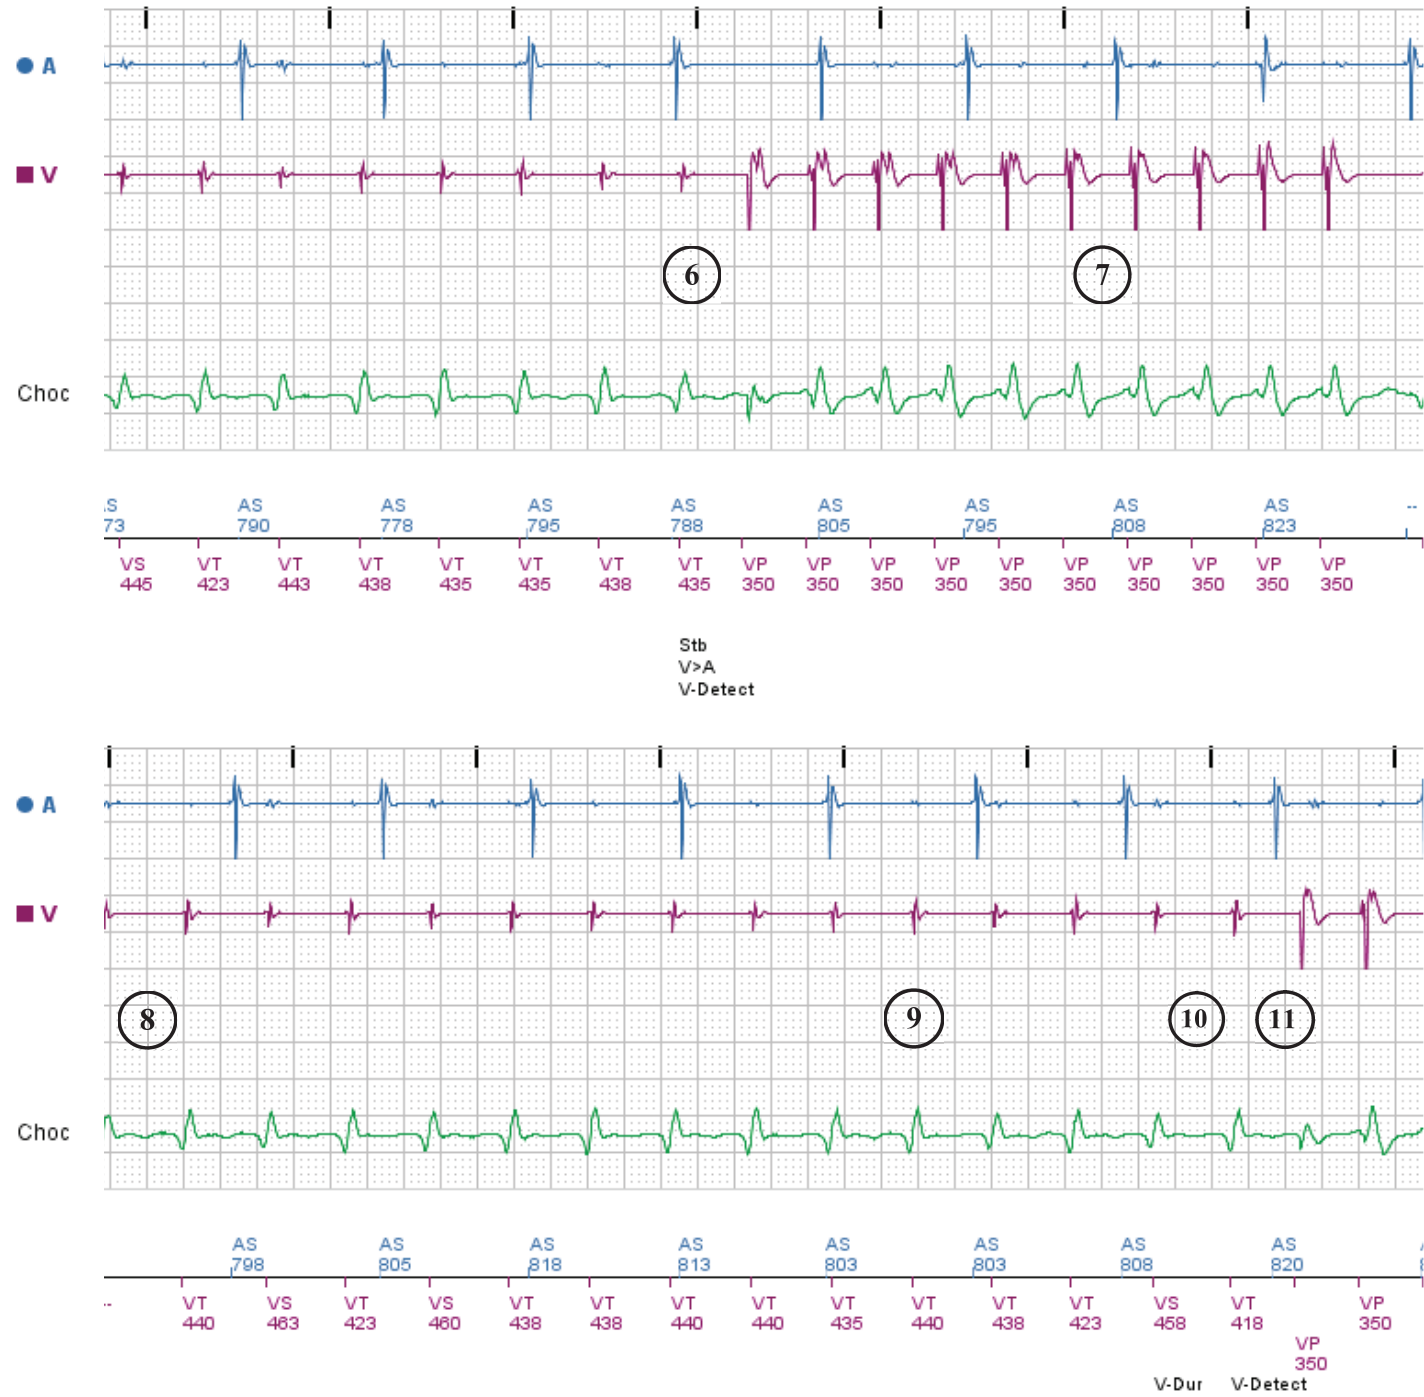 A
V
6
7
Choc
AS AS AS AS AS AS AS AS --
73 790 778 795 788 805 795 808 823
VS VT VT VT VT VT VT VT VP VP VP VP VP VP VP VP VP VP
445 423 443 438 435 435 438 435 350 350 350 350 350 350 350 350 350 350
Stb
V>A
V-Detect
A
V
8
9
10
11
Choc
AS AS AS AS AS AS AS AS
798 805 818 813 803 803 808 820
-- VT VS VT VS VT VT VT VT VT VT VT VT VS VT VP
440 463 423 460 438 438 440 440 435 440 438 423 458 418 350
VP
350
V-Dur V-Detect